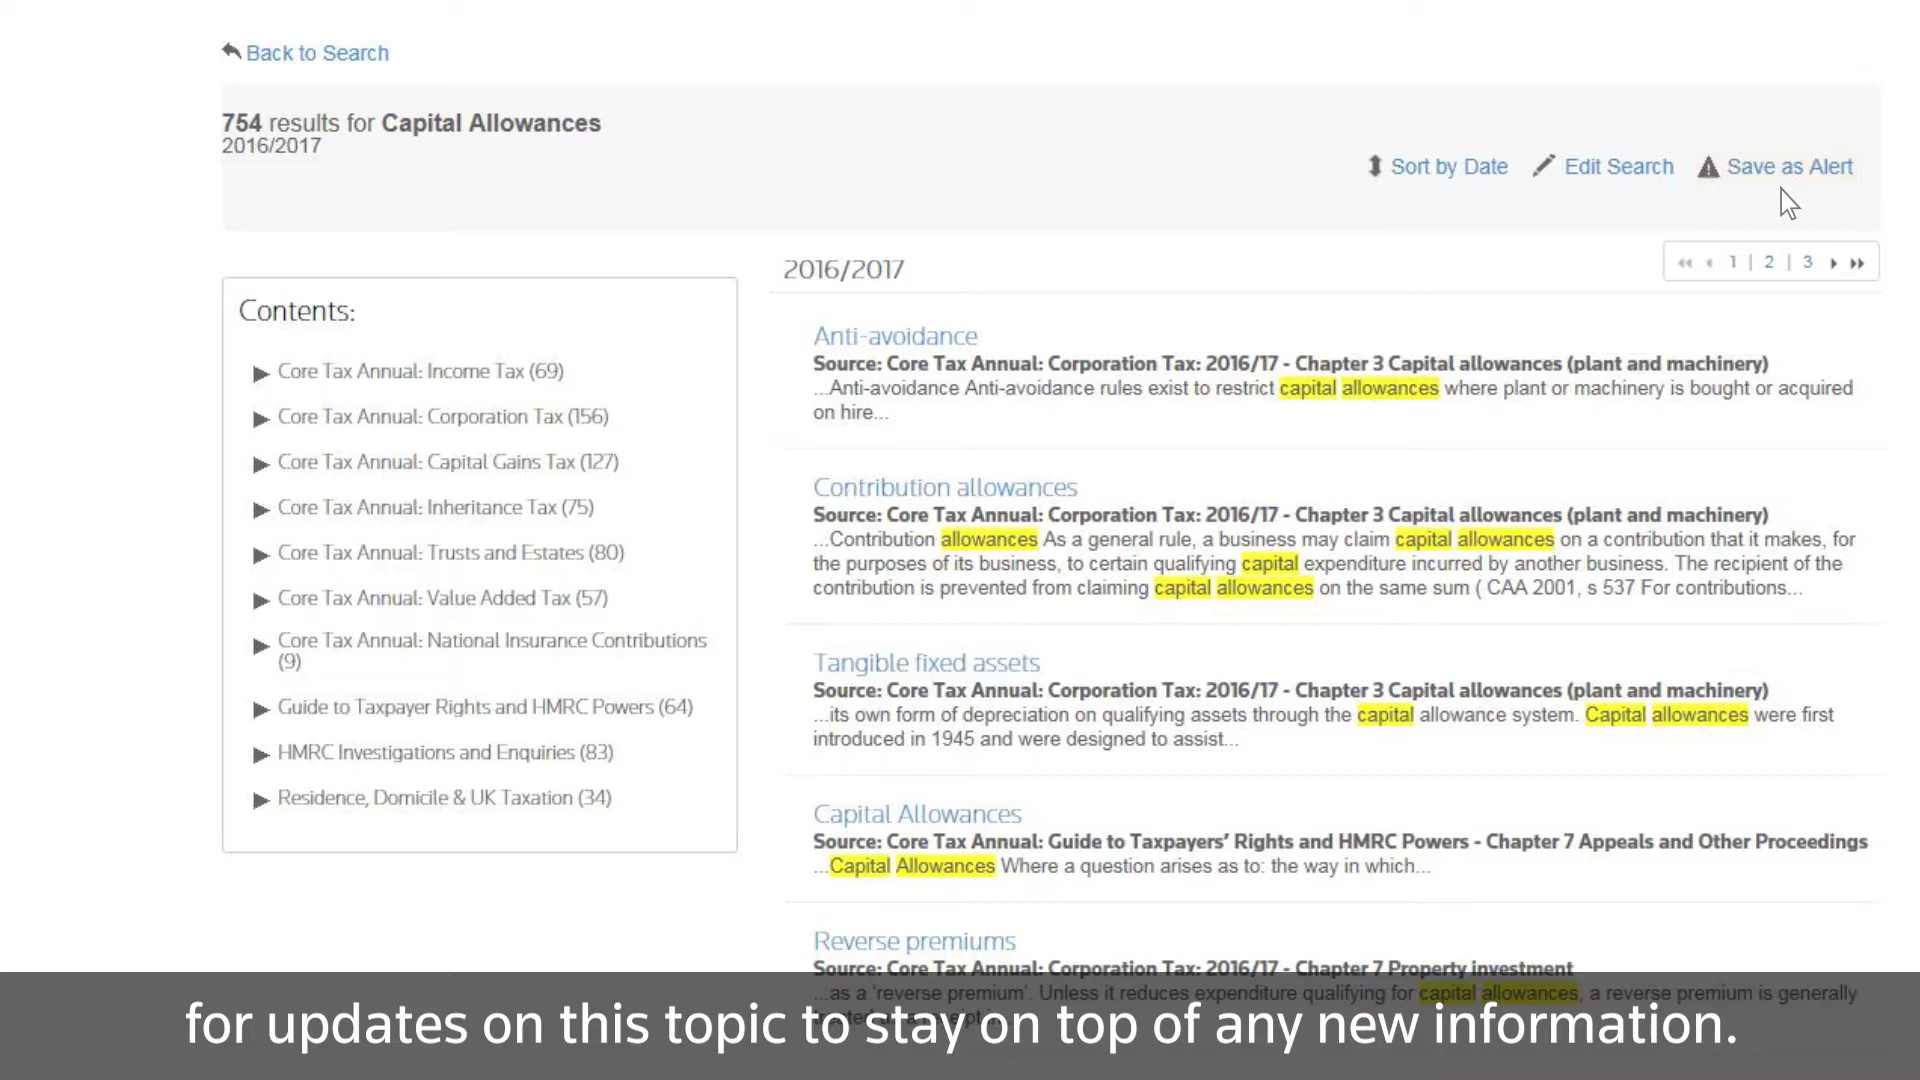 Back to Search
754 results for Capital Allowances
2016/2017
Sort by Date Edit Search Save as Alert
2016/2017
1 | 2 | 3
Contents:
Core Tax Annual: Income Tax (69)
Core Tax Annual: Corporation Tax (156)
Core Tax Annual: Capital Gains Tax (127)
Core Tax Annual: Inheritance Tax (75)
Core Tax Annual: Trusts and Estates (80)
Core Tax Annual: Value Added Tax (57)
Core Tax Annual: National Insurance Contributions
(9)
Guide to Taxpayer Rights and HMRC Powers (64)
HMRC Investigations and Enquiries (83)
Residence, Domicile & UK Taxation (34)
Anti-avoidance
Source: Core Tax Annual: Corporation Tax: 2016/17 - Chapter 3 Capital allowances (plant and machinery)
...Anti-avoidance Anti-avoidance rules exist to restrict capital allowances where plant or machinery is bought or acquired
on hire...
Contribution allowances
Source: Core Tax Annual: Corporation Tax: 2016/17 - Chapter 3 Capital allowances (plant and machinery)
...Contribution allowances As a general rule, a business may claim capital allowances on a contribution that it makes, for
the purposes of its business, to certain qualifying capital expenditure incurred by another business. The recipient of the
contribution is prevented from claiming capital allowances on the same sum ( CAA 2001, s 537 For contributions...
Tangible fixed assets
Source: Core Tax Annual: Corporation Tax: 2016/17 - Chapter 3 Capital allowances (plant and machinery)
...its own form of depreciation on qualifying assets through the capital allowance system. Capital allowances were first
introduced in 1945 and were designed to assist...
Capital Allowances
Source: Core Tax Annual: Guide to Taxpayers' Rights and HMRC Powers - Chapter 7 Appeals and Other Proceedings
...Capital Allowances Where a question arises as to: the way in which...
Reverse premiums
Source: Core Tax Annual: Corporation Tax: 2016/17 - Chapter 7 Property investment
...as a 'reverse premium'. Unless it reduces expenditure qualifying for capital allowances, a reverse premium is generally
for updates on this topic to stay on top of any new information.